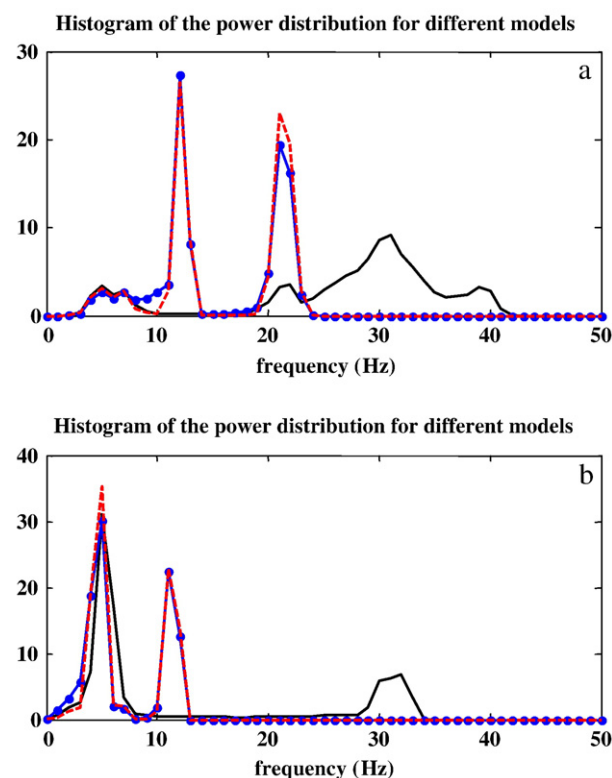 Histogram of the power distribution for different models
a
30
20
10
0
0 10 20 30 40 50
frequency (Hz)
Histogram of the power distribution for different models
b
40
30
20
10
0
0 10 20 30 40 50
frequency (Hz)